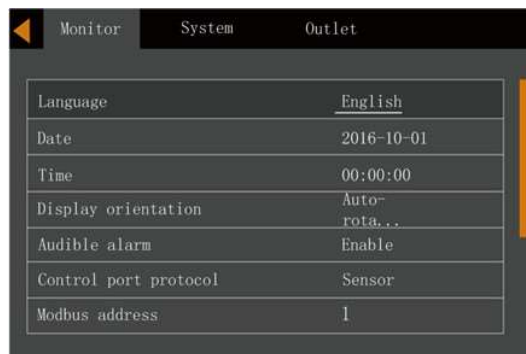 Monitor System Outlet
Language English
Date 2016-10-01
Time 00:00:00
Display orientation Auto-
rota...
Audible alarm Enable
Control port protocol Sensor
Modbus address 1